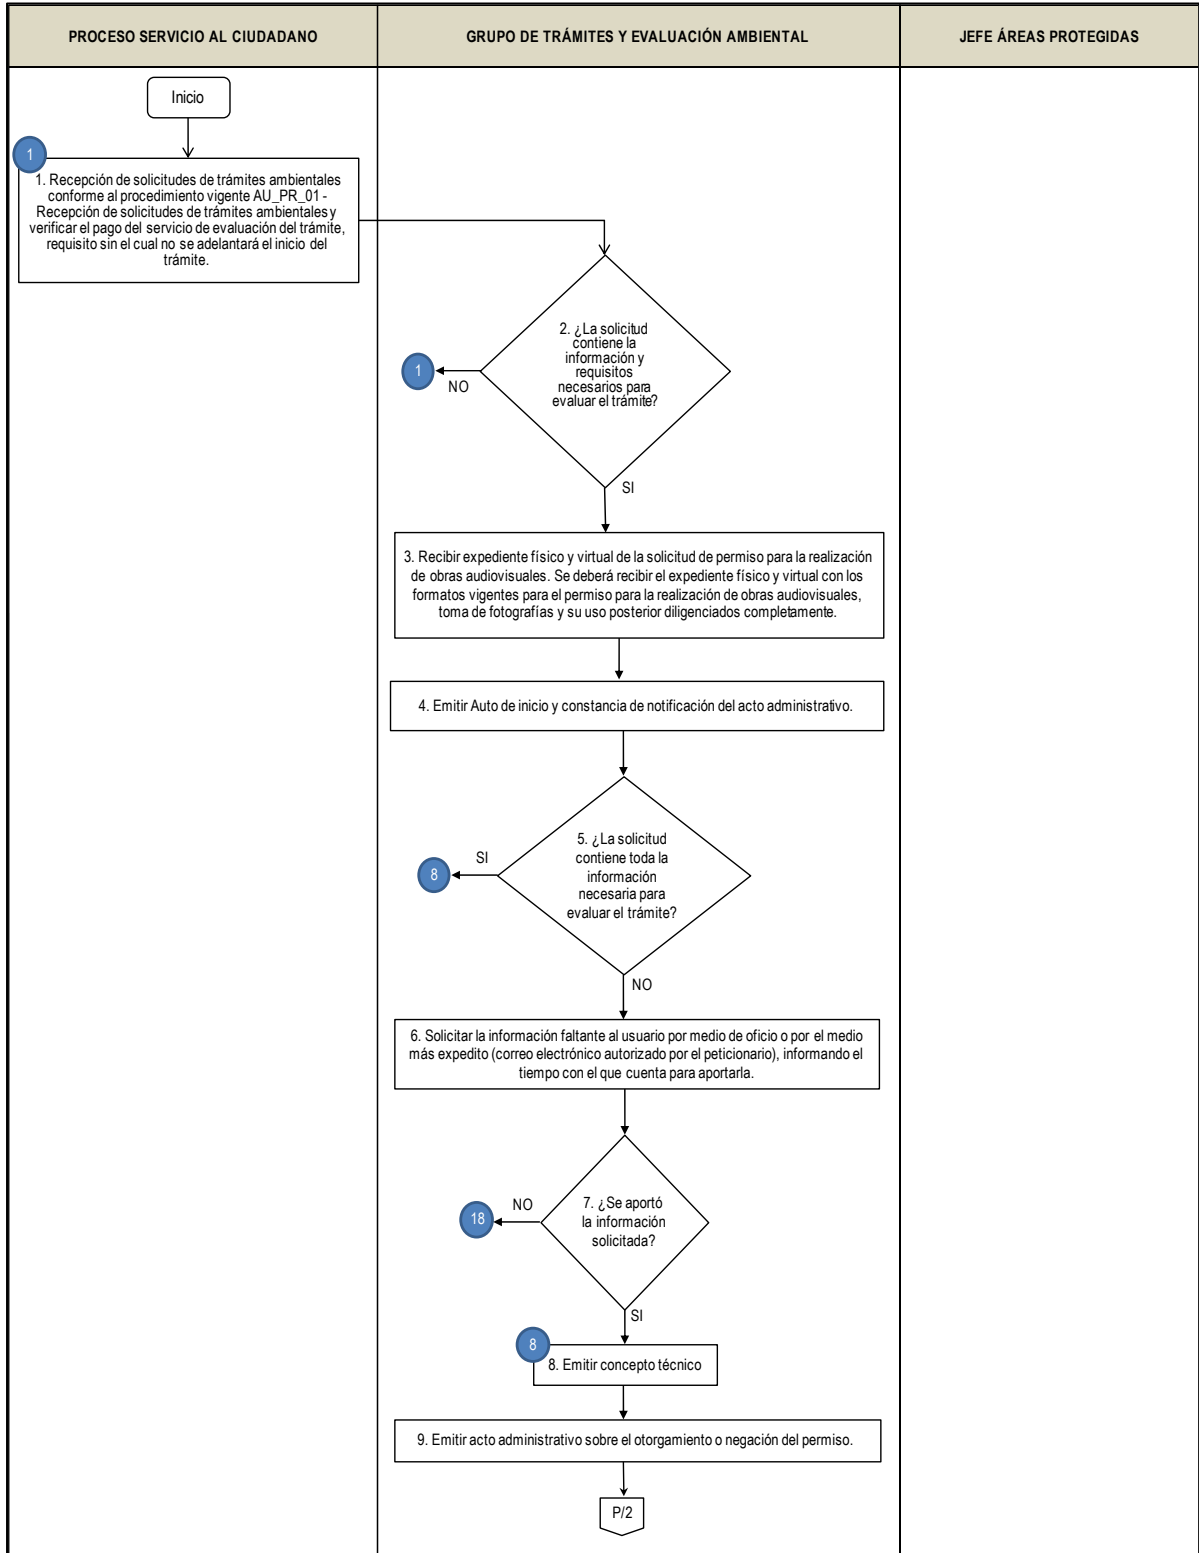 PROCESO SERVICIO AL CIUDADANO
GRUPO DE TRÁMITES Y EVALUACIÓN AMBIENTAL
JEFE ÁREAS PROTEGIDAS
Inicio
1
1. Recepción de solicitudes de trámites ambientales
conforme al procedimiento vigente AU_PR_01 -
Recepción de solicitudes de trámites ambientales y
verificar el pago del servicio de evaluación del trámite,
requisito sin el cual no se adelantará el inicio del
trámite.
2. ¿La solicitud
contiene la
información y
requisitos
necesarios para
evaluar el trámite?
1
NO
SI
3. Recibir expediente físico y virtual de la solicitud de permiso para la realización
de obras audiovisuales. Se deberá recibir el expediente físico y virtual con los
formatos vigentes para el permiso para la realización de obras audiovisuales,
toma de fotografías y su uso posterior diligenciados completamente.
4. Emitir Auto de inicio y constancia de notificación del acto administrativo.
5. ¿La solicitud
contiene toda la
información
necesaria para
evaluar el trámite?
SI
8
NO
6. Solicitar la información faltante al usuario por medio de oficio o por el medio
más expedito (correo electrónico autorizado por el peticionario), informando el
tiempo con el que cuenta para aportarla.
7. ¿Se aportó
la información
solicitada?
NO
18
SI
8
8. Emitir concepto técnico
9. Emitir acto administrativo sobre el otorgamiento o negación del permiso.
P/2